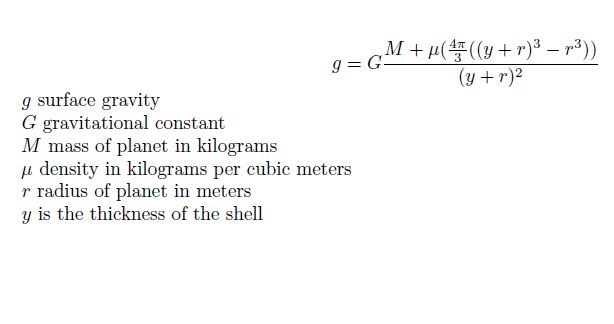 g = G \frac{M + \mu(\frac{4\pi}{3}((y + r)^3 - r^3))}{(y + r)^2}
g surface gravity
G gravitational constant
M mass of planet in kilograms
μ density in kilograms per cubic meters
r radius of planet in meters
y is the thickness of the shell